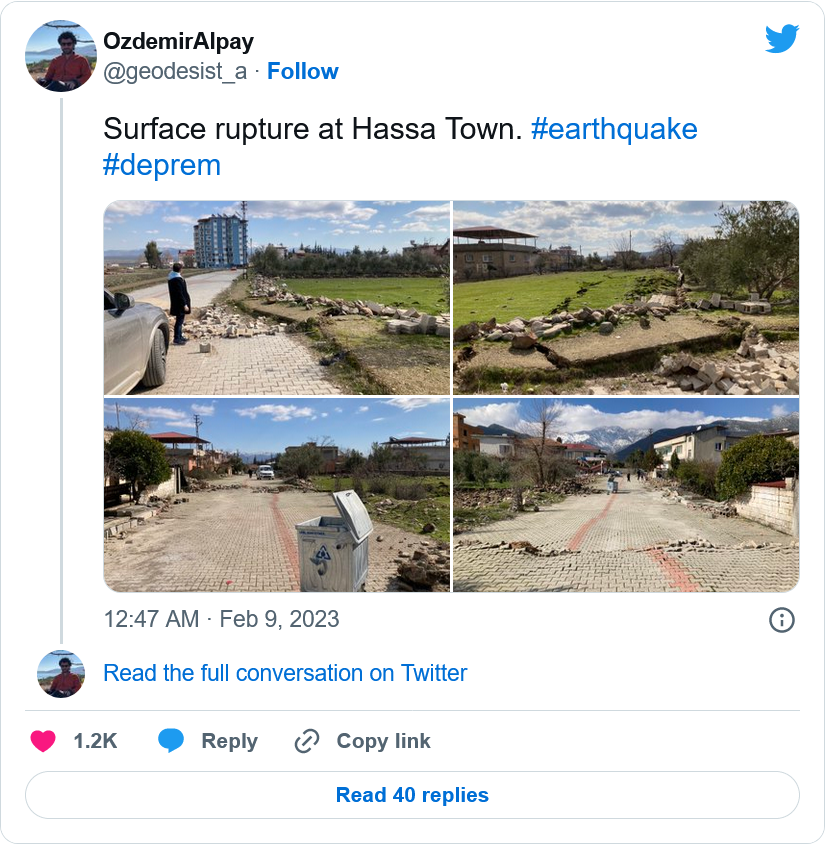 OzdemirAlpay
@geodesist_a · Follow
Surface rupture at Hassa Town. #earthquake
#deprem
12:47 AM · Feb 9, 2023
Read the full conversation on Twitter
1.2K Reply Copy link
Read 40 replies